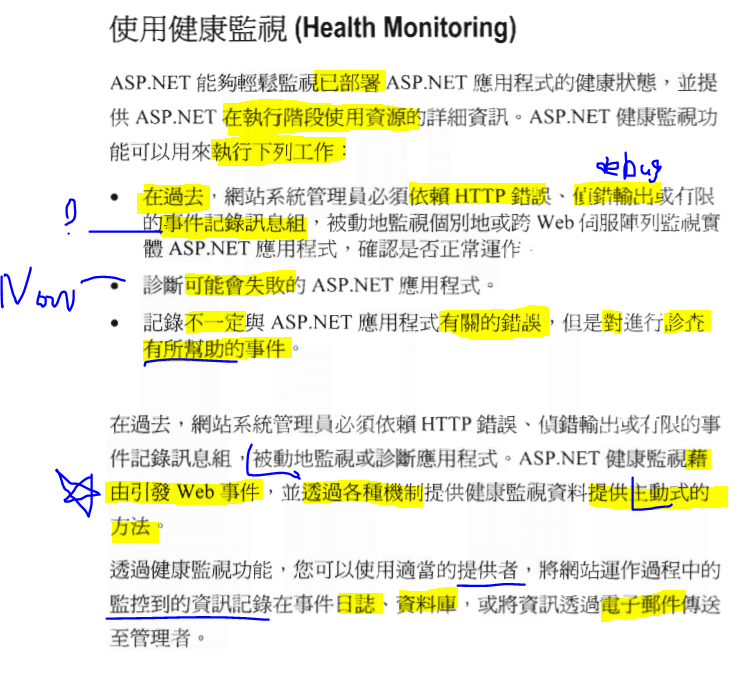 使用健康監視 (Health Monitoring)
ASP.NET 能夠輕鬆監視已部署 ASP.NET 應用程式的健康狀態，並提
供 ASP.NET 在執行階段使用資源的詳細資訊。ASP.NET 健康監視功
能可以用來執行下列工作：
debug
• 在過去，網站系統管理員必須依賴 HTTP 錯誤、偵錯輸出或有限
? 的事件記錄訊息組，被動地監視個別地或跨 Web 伺服陣列監視實
體 ASP.NET 應用程式，確認是否正常運作。
Now • 診斷可能會失敗的 ASP.NET 應用程式。
• 記錄不一定與 ASP.NET 應用程式有關的錯誤，但是對進行診查
有所幫助的事件。
在過去，網站系統管理員必須依賴 HTTP 錯誤、偵錯輸出或有限的事
件記錄訊息組，被動地監視或診斷應用程式。ASP.NET 健康監視藉
由引發 Web 事件，並透過各種機制提供健康監視資料提供主動式的
方法。
透過健康監視功能，您可以使用適當的提供者，將網站運作過程中的
監控到的資訊記錄在事件日誌、資料庫，或將資訊透過電子郵件傳送
至管理者。